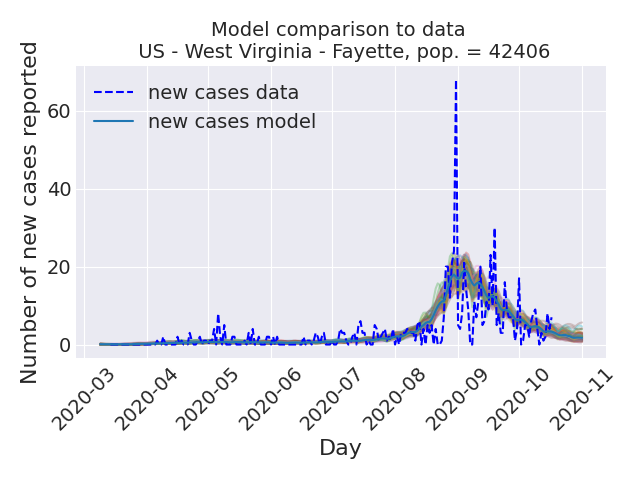 Model comparison to data
US - West Virginia - Fayette, pop. = 42406
Number of new cases reported
60
40
20
0
new cases data
new cases model
2020-03
2020-04
2020-05
2020-06
2020-07
2020-08
2020-09
2020-10
2020-11
Day